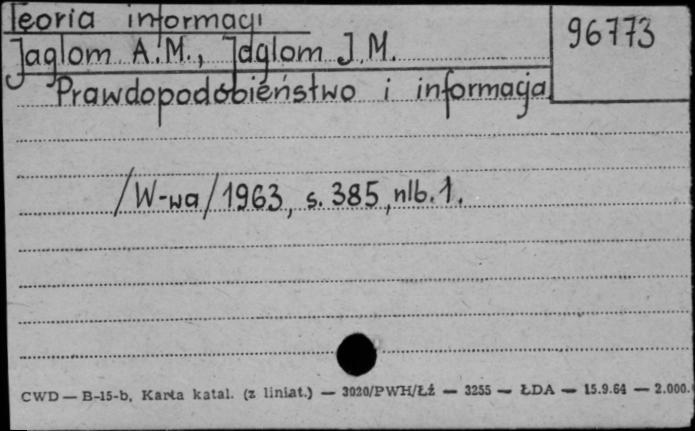 Teoria informacji
96773
Jaglom A.M., Jaglom J.M.
Prawdopodobieństwo i informacja.
/W-wa/1963, s. 385, nlb. 1.
CWD — B-15-b, Karta katal. (z liniat.) — 3020/PWH/Łź — 3255 — ŁDA — 15.9.64 — 2.000.